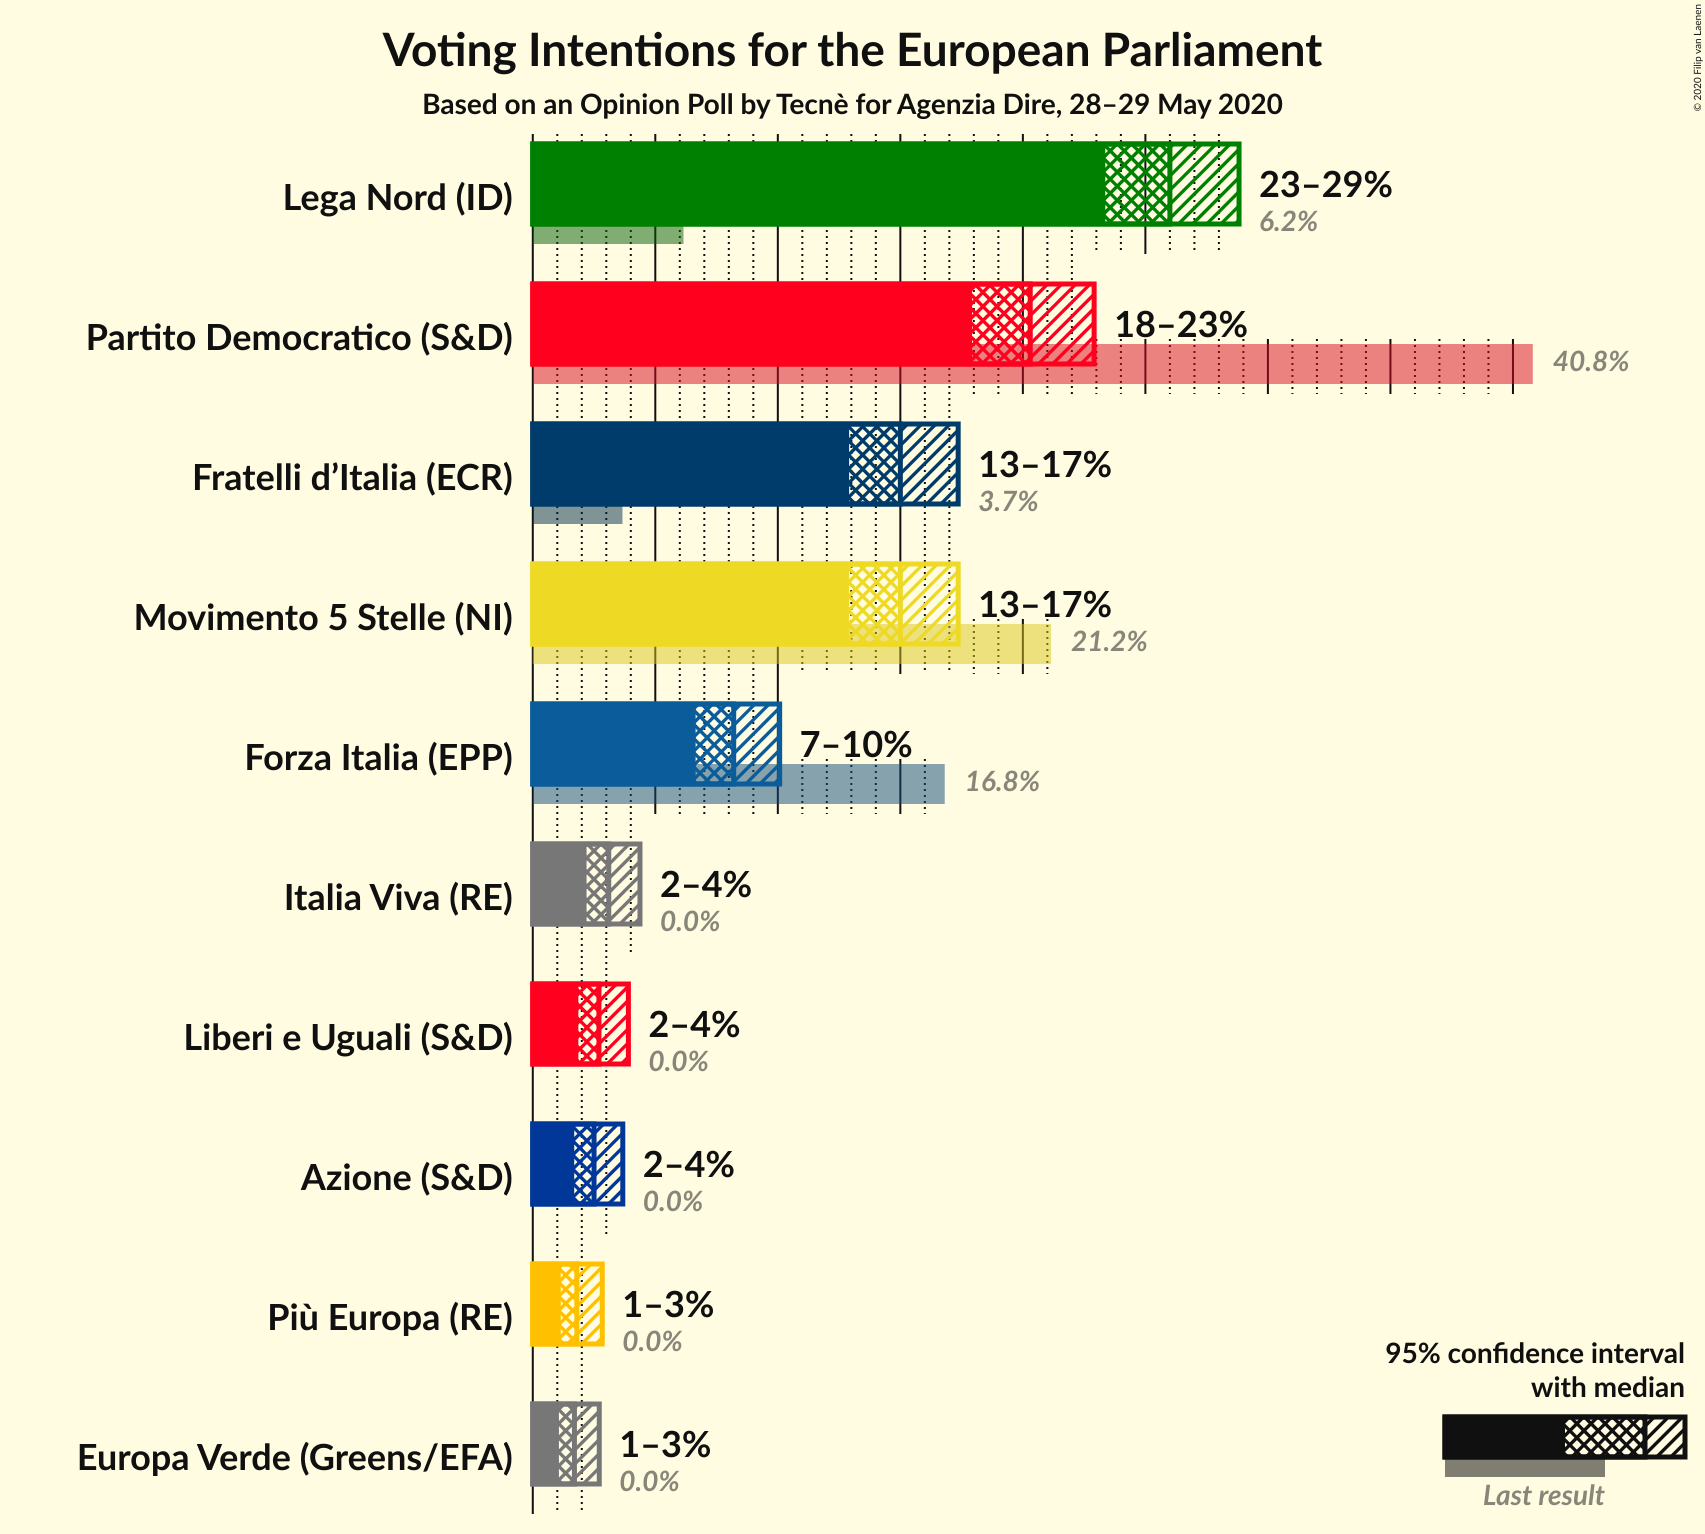 Voting Intentions for the European Parliament
Based on an Opinion Poll by Tecnè for Agenzia Dire, 28–29 May 2020
© 2020 Filip van Laenen
Lega Nord (ID)
23–29%
6.2%
Partito Democratico (S&D)
18–23%
40.8%
Fratelli d’Italia (ECR)
13–17%
3.7%
Movimento 5 Stelle (NI)
13–17%
21.2%
Forza Italia (EPP)
7–10%
16.8%
Italia Viva (RE)
2–4%
0.0%
Liberi e Uguali (S&D)
2–4%
0.0%
Azione (S&D)
2–4%
0.0%
Più Europa (RE)
1–3%
0.0%
Europa Verde (Greens/EFA)
1–3%
0.0%
95% confidence interval
with median
Last result